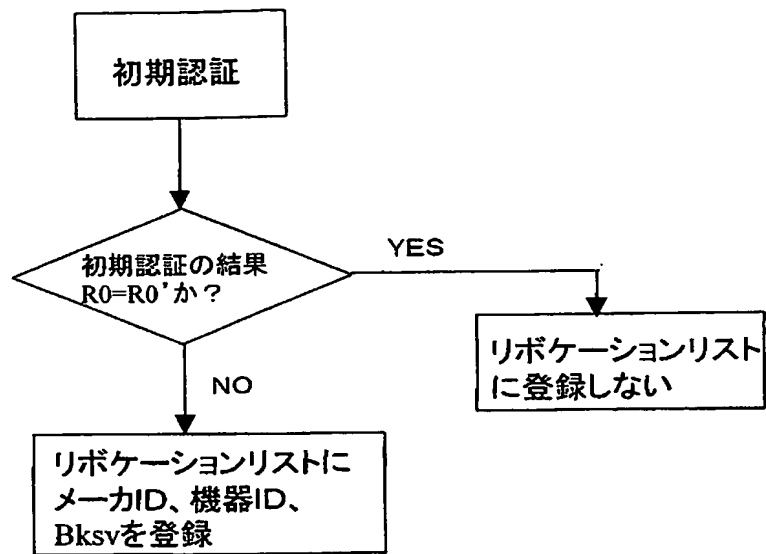 初期認証
初期認証の結果
R0=R0'か？
YES
リボケーションリスト
に登録しない
NO
リボケーションリストに
メーカID、機器ID、
Bksvを登録